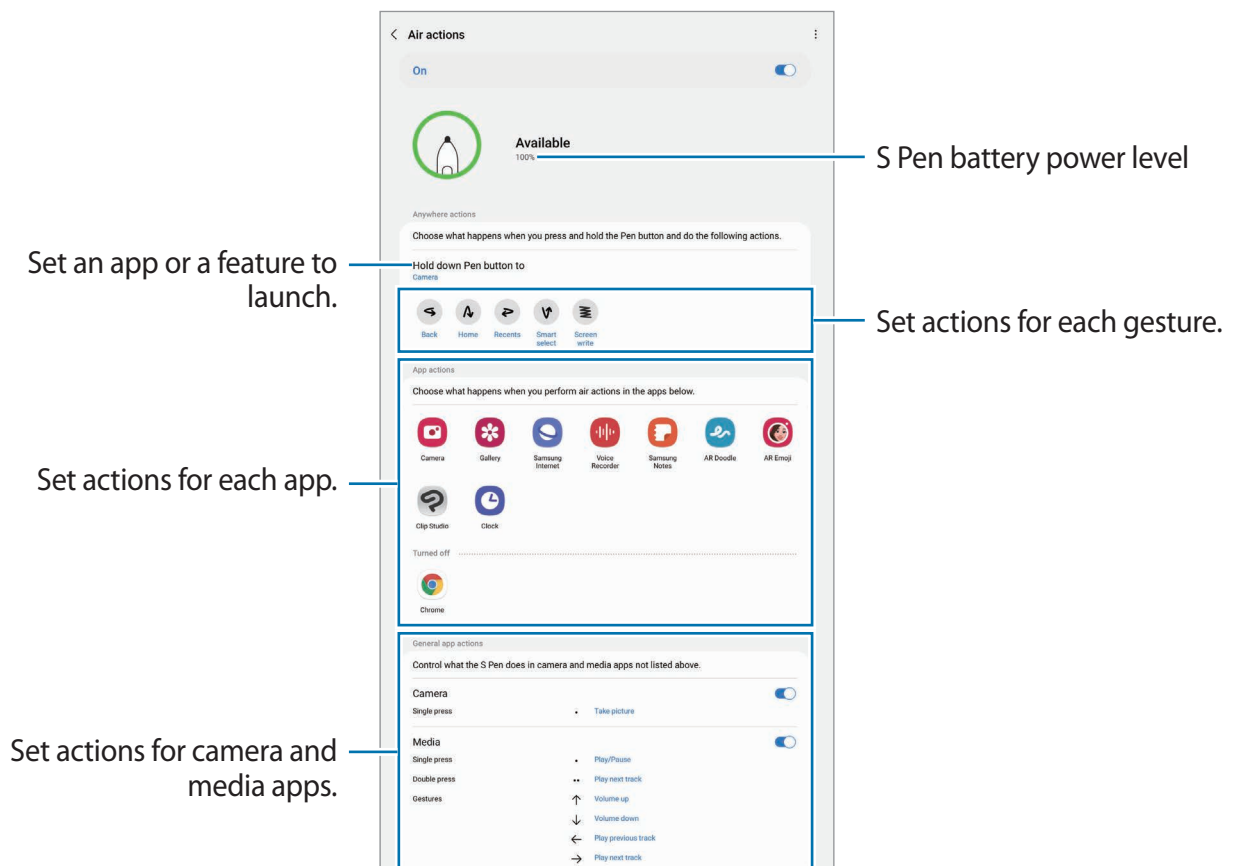 Air actions
On
Available
100%
S Pen battery power level
Anywhere actions
Choose what happens when you press and hold the Pen button and do the following actions.
Set an app or a feature to
launch.
Hold down Pen button to
Camera
Back
Home
Recents
Smart
select
Screen
write
Set actions for each gesture.
App actions
Choose what happens when you perform air actions in the apps below.
Camera
Gallery
Samsung
Internet
Voice
Recorder
Samsung
Notes
AR Doodle
AR Emoji
Set actions for each app.
Clip Studio
Clock
Turned off
Chrome
General app actions
Control what the S Pen does in camera and media apps not listed above.
Camera
Single press
Take picture
Set actions for camera and
media apps.
Media
Single press
Play/Pause
Double press
Play next track
Gestures
Volume up
Volume down
Play previous track
Play next track